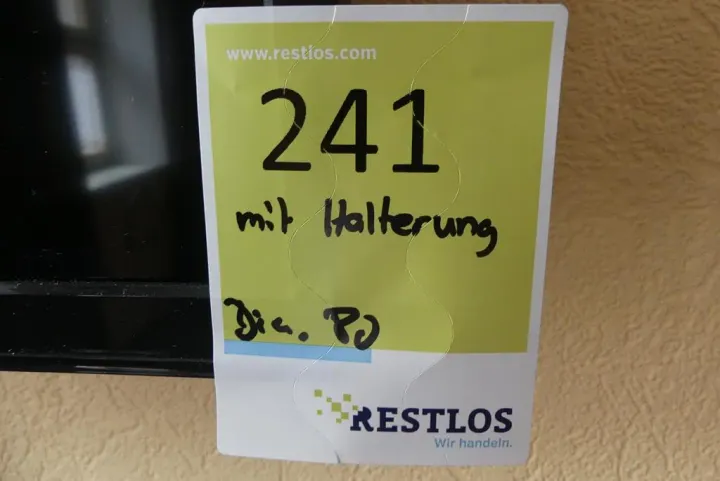 www.restlos.com
241
mit Halterung
RESTLOS
Wir handeln.